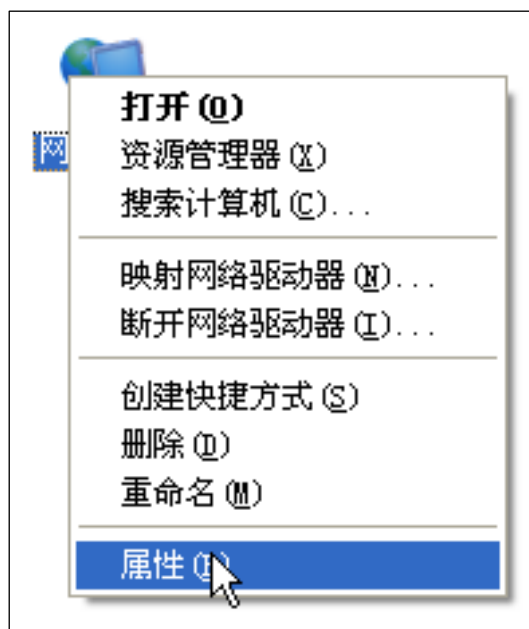 网
打开(O)
资源管理器(X)
搜索计算机(C)...
映射网络驱动器(N)...
断开网络驱动器(I)...
创建快捷方式(S)
删除(D)
重命名(M)
属性